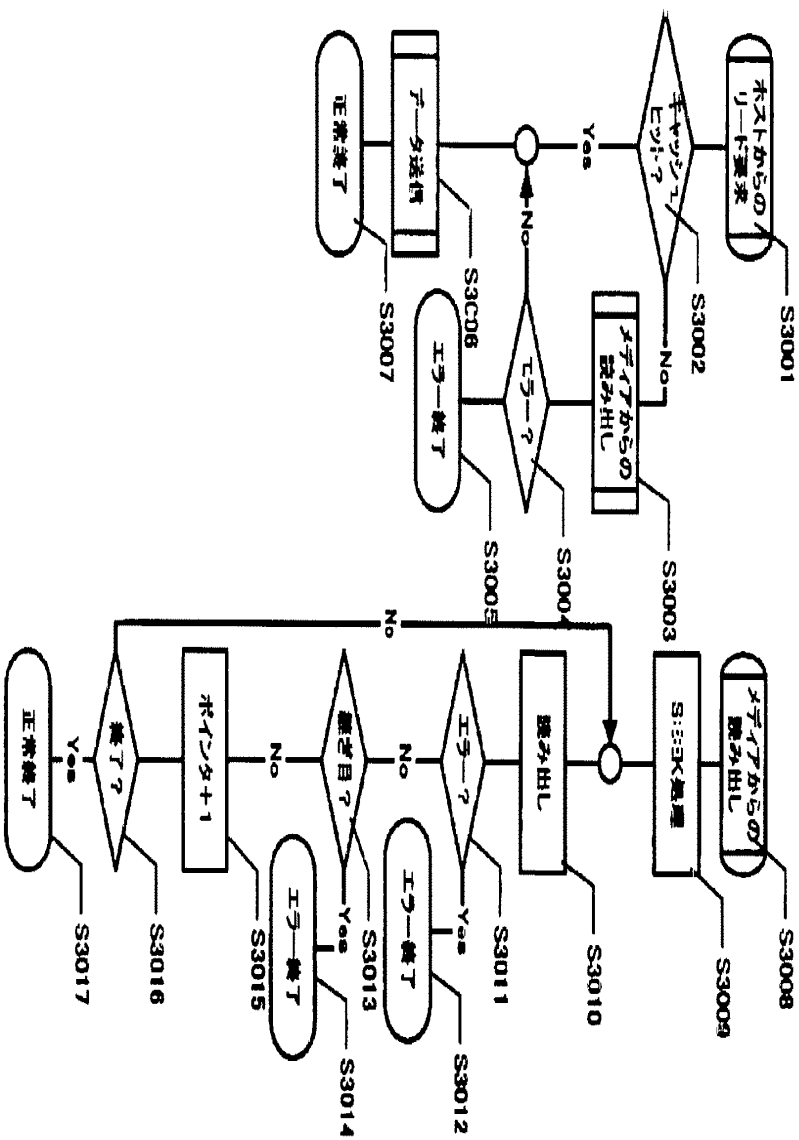 ホストからの
リード要求
S3001
キャッシュ
ヒット?
S3002
Yes
No
メディアからの
読み出し
S3003
エラー?
S3004
No
エラー終了
S3005
データ送信
S3C06
正常終了
S3007
メディアからの
読み出し
S3008
処理
S3009
読み出し
S3010
エラー?
S3011
Yes
No
エラー終了
S3012
継ぎ目?
S3013
Yes
No
エラー終了
S3014
ポインタ+1
S3015
終了?
S3016
No
Yes
正常終了
S3017